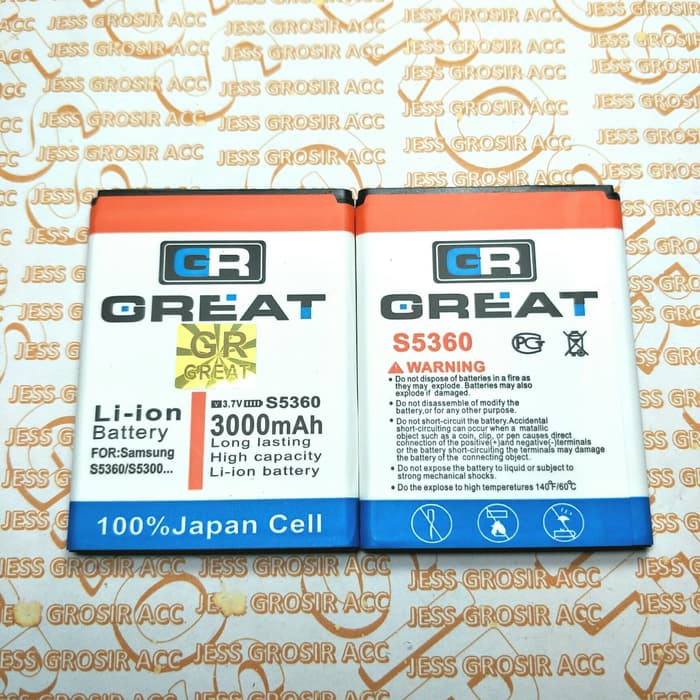 GR
GREAT
GR
GREAT
Li-ion
Battery
FOR:Samsung
S5360/S5300...
V 3.7V S5360
3000mAh
Long lasting
High capacity
Li-ion battery
100%Japan Cell
GR
GREAT
S5360
WARNING
• Do not dispose of batteries in a fire as
they may explode. Batteries may also
explode if damaged.
• Do not disassemble of modify the
battery,or for any other missing.
• Do not short-circuit the battery.Accidental
short-circuiting can occur when a matallic
object such as a coin, clip, or pen causes direct
connection of the positive(+)and negative(-)terminals
or the battery short-circuiting the terminals may damage
the battery of the connecting object.
• Do not expose the battery to liquid or subject to
strong mechanical shocks.
• Do the explose to high temperetures 140°F/60°C
JESS GROSIR ACC